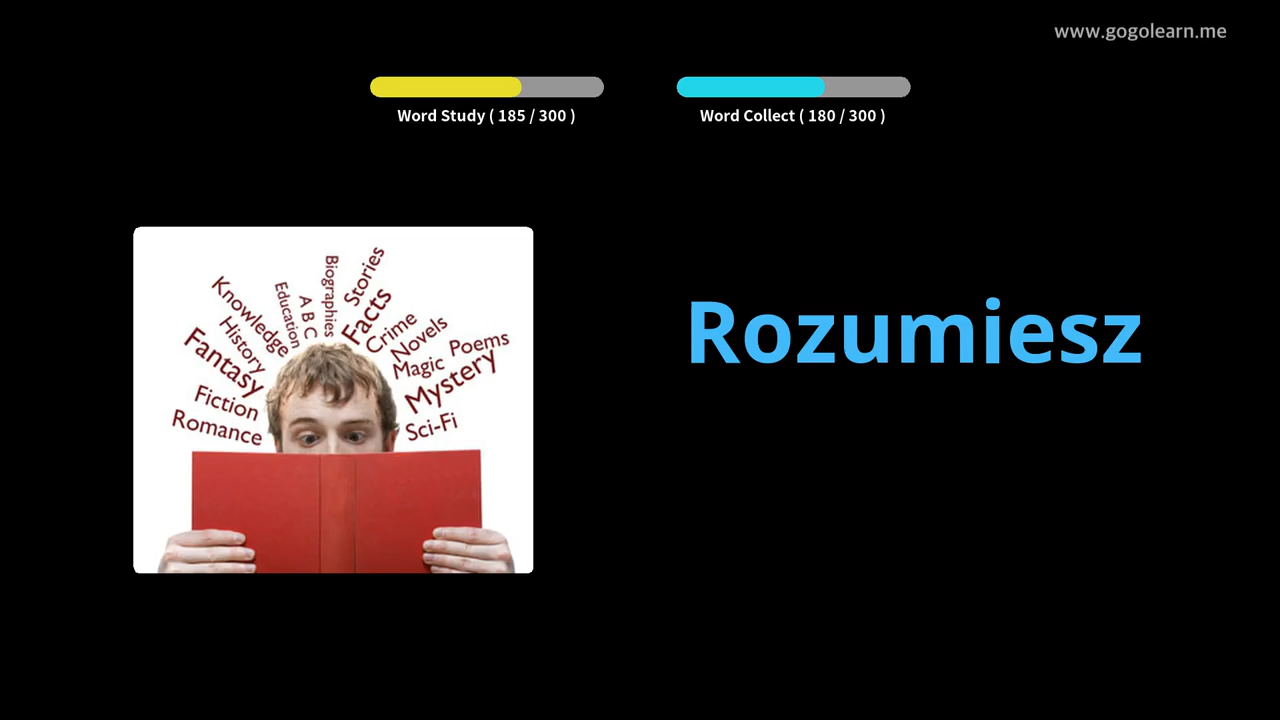 www.gogolearn.me
Word Study ( 185 / 300 )
Word Collect ( 180 / 300 )
Rozumiesz
Stories
Biographies
Knowledge
Education
A B C
Facts
Crime
History
Novels
Fantasy
Poems
Magic
Mystery
Fiction
Romance
Sci-Fi